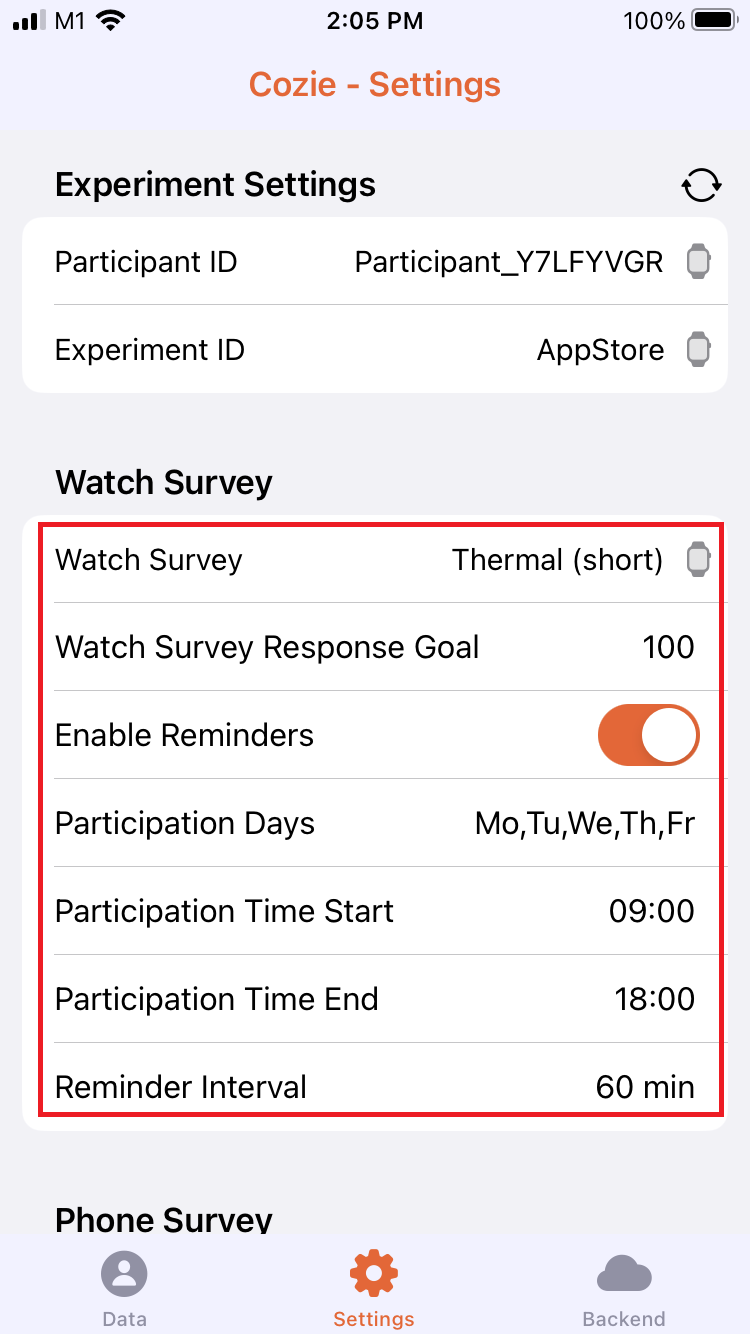 M1 2:05 PM 100%
Cozie - Settings
Experiment Settings
Participant ID Participant_Y7LFYVGR
Experiment ID AppStore
Watch Survey
Watch Survey Thermal (short)
Watch Survey Response Goal 100
Enable Reminders
Participation Days Mo,Tu,We,Th,Fr
Participation Time Start 09:00
Participation Time End 18:00
Reminder Interval 60 min
Phone Survey
Data Settings Backend